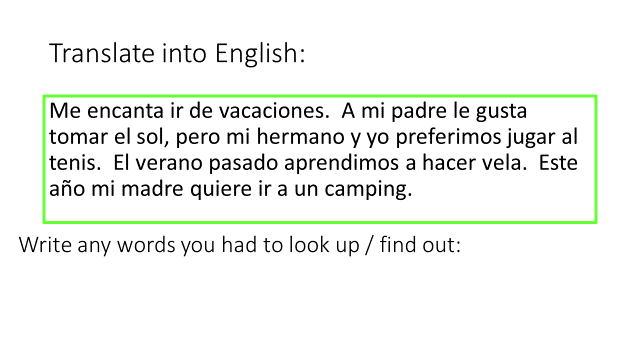 Translate into English:
Me encanta ir de vacaciones.  A mi padre le gusta
tomar el sol, pero mi hermano y yo preferimos jugar al
tenis.  El verano pasado aprendimos a hacer vela.  Este
año mi madre quiere ir a un camping.
Write any words you had to look up / find out: